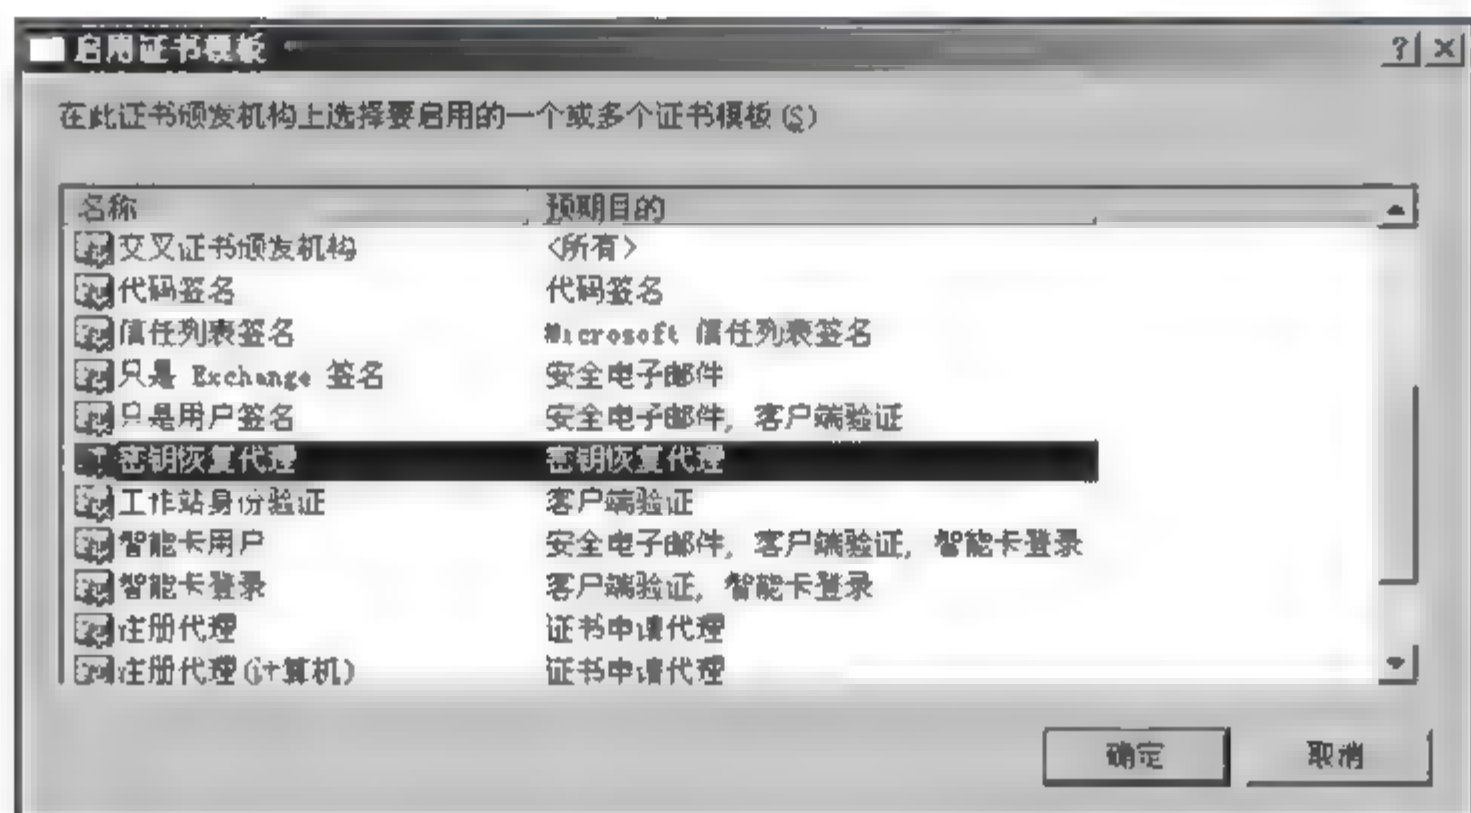 启用证书模板
在此证书颁发机构上选择要启用的一个或多个证书模板(S)
名称 预期目的
交叉证书颁发机构 <所有>
代码签名 代码签名
信任列表签名 Microsoft 信任列表签名
只是 Exchange 签名 安全电子邮件
只是用户签名 安全电子邮件, 客户端验证
密钥恢复代理 密钥恢复代理
工作站身份验证 客户端验证
智能卡用户 安全电子邮件, 客户端验证, 智能卡登录
智能卡登录 客户端验证, 智能卡登录
注册代理 证书申请代理
注册代理(计算机) 证书申请代理
确定 取消